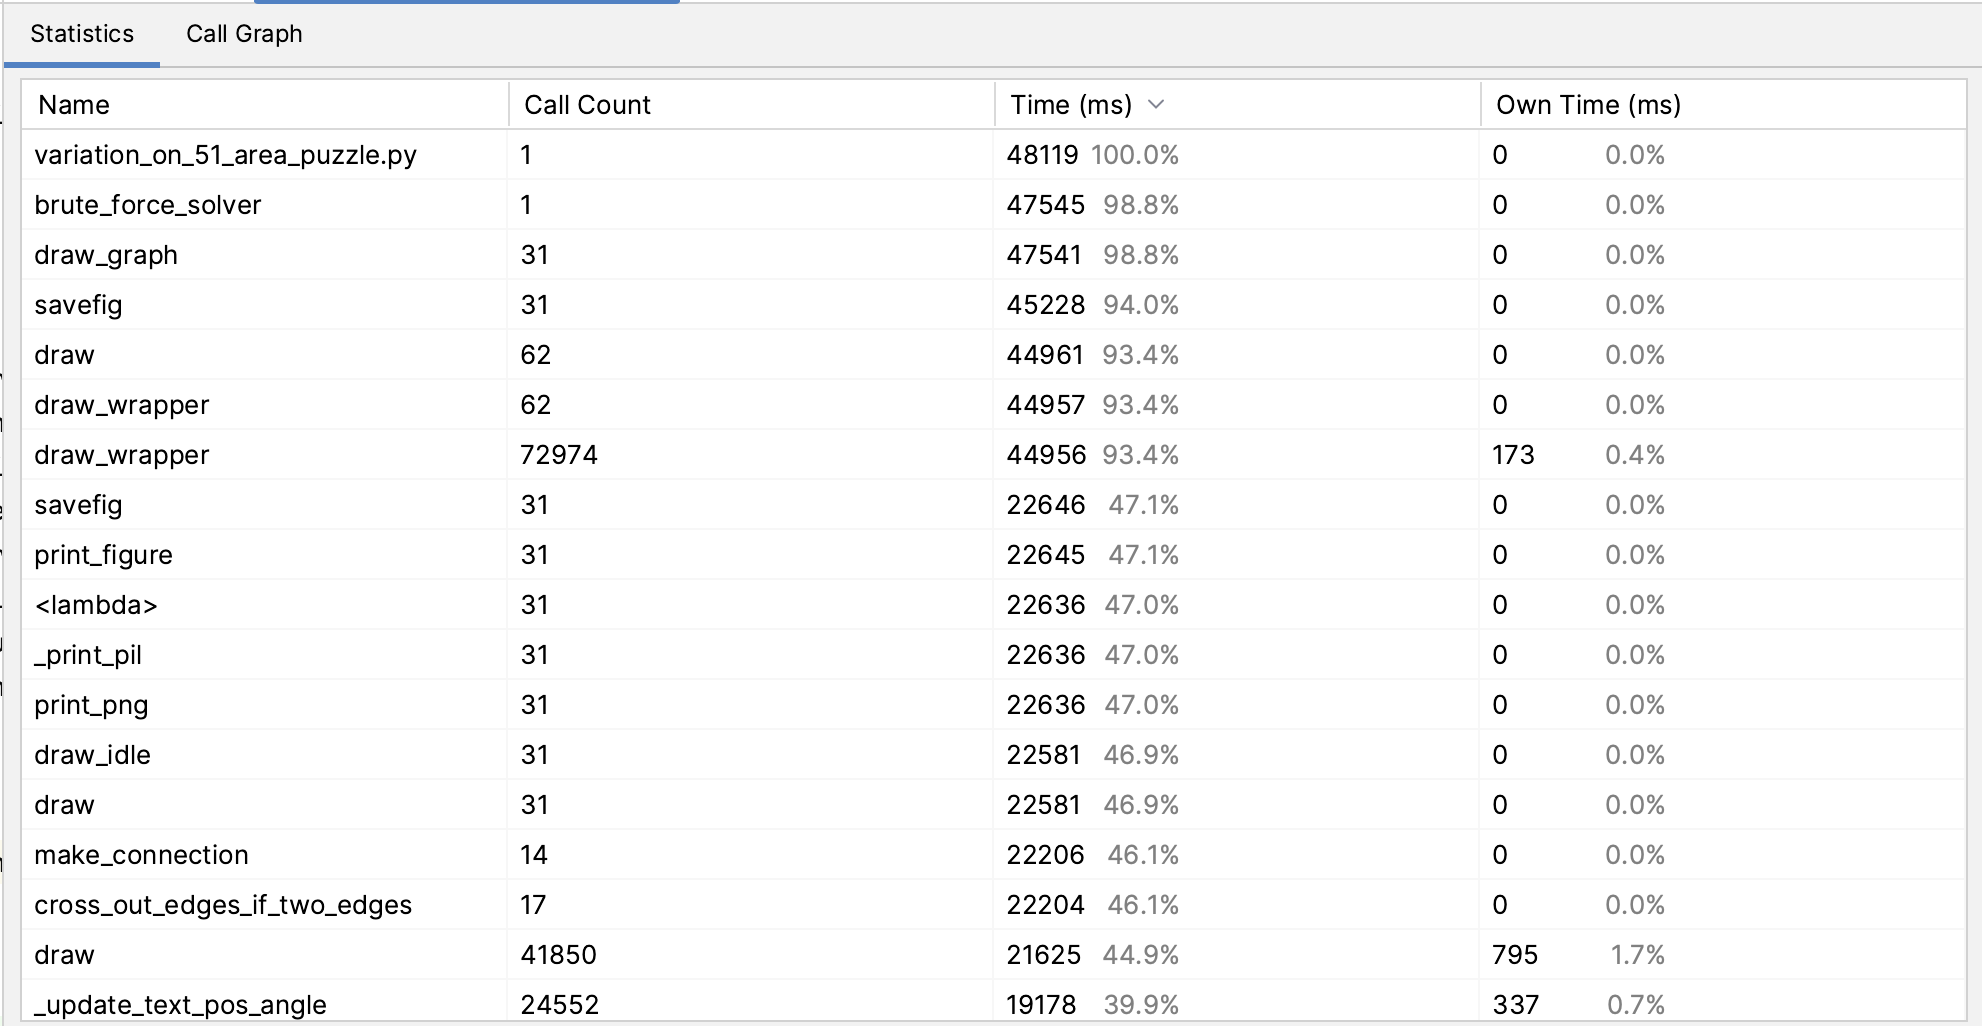 Statistics Call Graph
Name Call Count Time (ms) Own Time (ms)
variation_on_51_area_puzzle.py 1 48119 100.0% 0 0.0%
brute_force_solver 1 47545 98.8% 0 0.0%
draw_graph 31 47541 98.8% 0 0.0%
savefig 31 45228 94.0% 0 0.0%
draw 62 44961 93.4% 0 0.0%
draw_wrapper 62 44957 93.4% 0 0.0%
draw_wrapper 72974 44956 93.4% 173 0.4%
savefig 31 22646 47.1% 0 0.0%
print_figure 31 22645 47.1% 0 0.0%
<lambda> 31 22636 47.0% 0 0.0%
_print_pil 31 22636 47.0% 0 0.0%
print_png 31 22636 47.0% 0 0.0%
draw_idle 31 22581 46.9% 0 0.0%
draw 31 22581 46.9% 0 0.0%
make_connection 14 22206 46.1% 0 0.0%
cross_out_edges_if_two_edges 17 22204 46.1% 0 0.0%
draw 41850 21625 44.9% 795 1.7%
_update_text_pos_angle 24552 19178 39.9% 337 0.7%